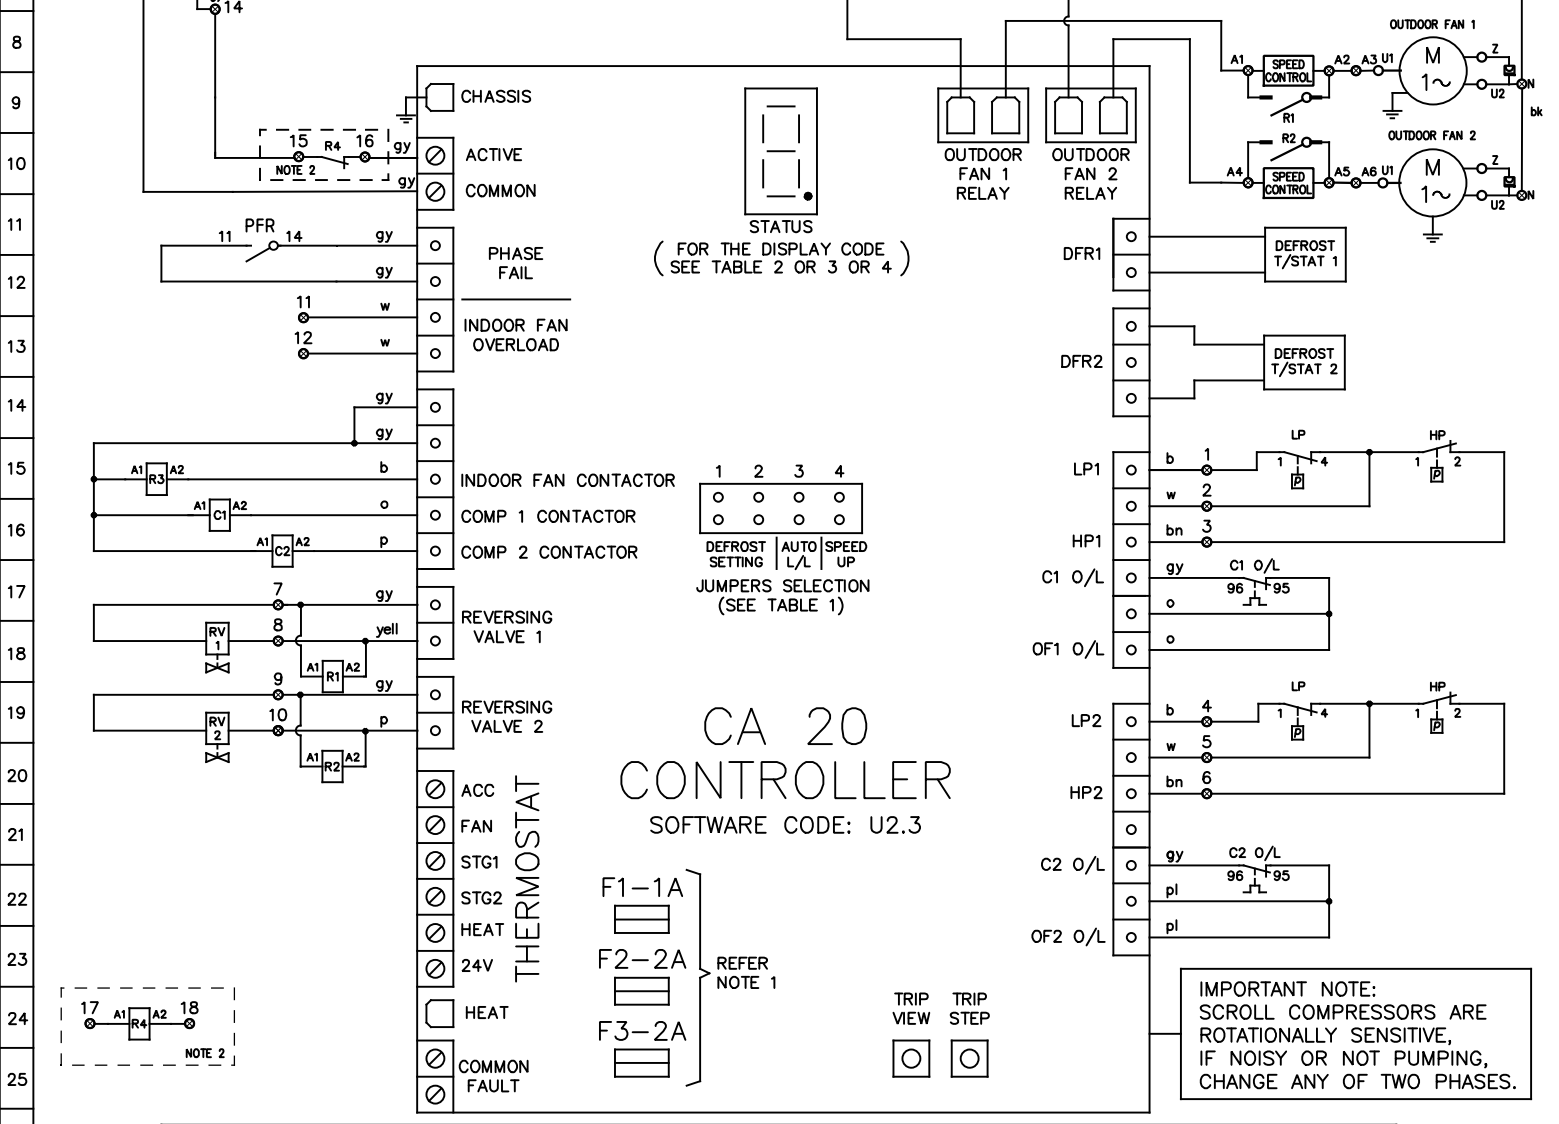 8
9
10
11
12
13
14
15
16
17
18
19
20
21
22
23
24
25
14
CHASSIS
15 R4 16
NOTE 2
gy
ACTIVE
gy
COMMON
PFR
11 14
gy
gy
PHASE
FAIL
11
w
12
w
INDOOR FAN
OVERLOAD
gy
gy
A1 R3 A2
b
INDOOR FAN CONTACTOR
A1 C1 A2
o
COMP 1 CONTACTOR
A1 C2 A2
p
COMP 2 CONTACTOR
7
gy
RV
1
8
yell
REVERSING
VALVE 1
A1 R1 A2
9
gy
RV
2
10
p
REVERSING
VALVE 2
A1 R2 A2
ACC
FAN
STG1
STG2
HEAT
24V
THERMOSTAT
HEAT
COMMON
FAULT
17 A1 R4 A2 18
NOTE 2
STATUS
( FOR THE DISPLAY CODE
SEE TABLE 2 OR 3 OR 4 )
1 2 3 4
DEFROST
SETTING
AUTO
L/L
SPEED
UP
JUMPERS SELECTION
(SEE TABLE 1)
CA 20
CONTROLLER
SOFTWARE CODE: U2.3
F1-1A
F2-2A
F3-2A
REFER
NOTE 1
TRIP
VIEW
TRIP
STEP
OUTDOOR
FAN 1
RELAY
OUTDOOR
FAN 2
RELAY
OUTDOOR FAN 1
A1
SPEED
CONTROL
A2 A3 U1
M
1~
Z
U2
N
R1
bk
OUTDOOR FAN 2
R2
A4
SPEED
CONTROL
A5 A6 U1
M
1~
Z
U2
N
DFR1
DEFROST
T/STAT 1
DFR2
DEFROST
T/STAT 2
LP1
b 1
LP
1 4
P
HP
1 2
P
w 2
HP1
bn 3
C1 O/L
gy
C1 O/L
96 95
o
OF1 O/L
o
LP2
b 4
LP
1 4
P
HP
1 2
P
w 5
HP2
bn 6
C2 O/L
gy
C2 O/L
96 95
pl
OF2 O/L
pl
IMPORTANT NOTE:
SCROLL COMPRESSORS ARE
ROTATIONALLY SENSITIVE,
IF NOISY OR NOT PUMPING,
CHANGE ANY OF TWO PHASES.